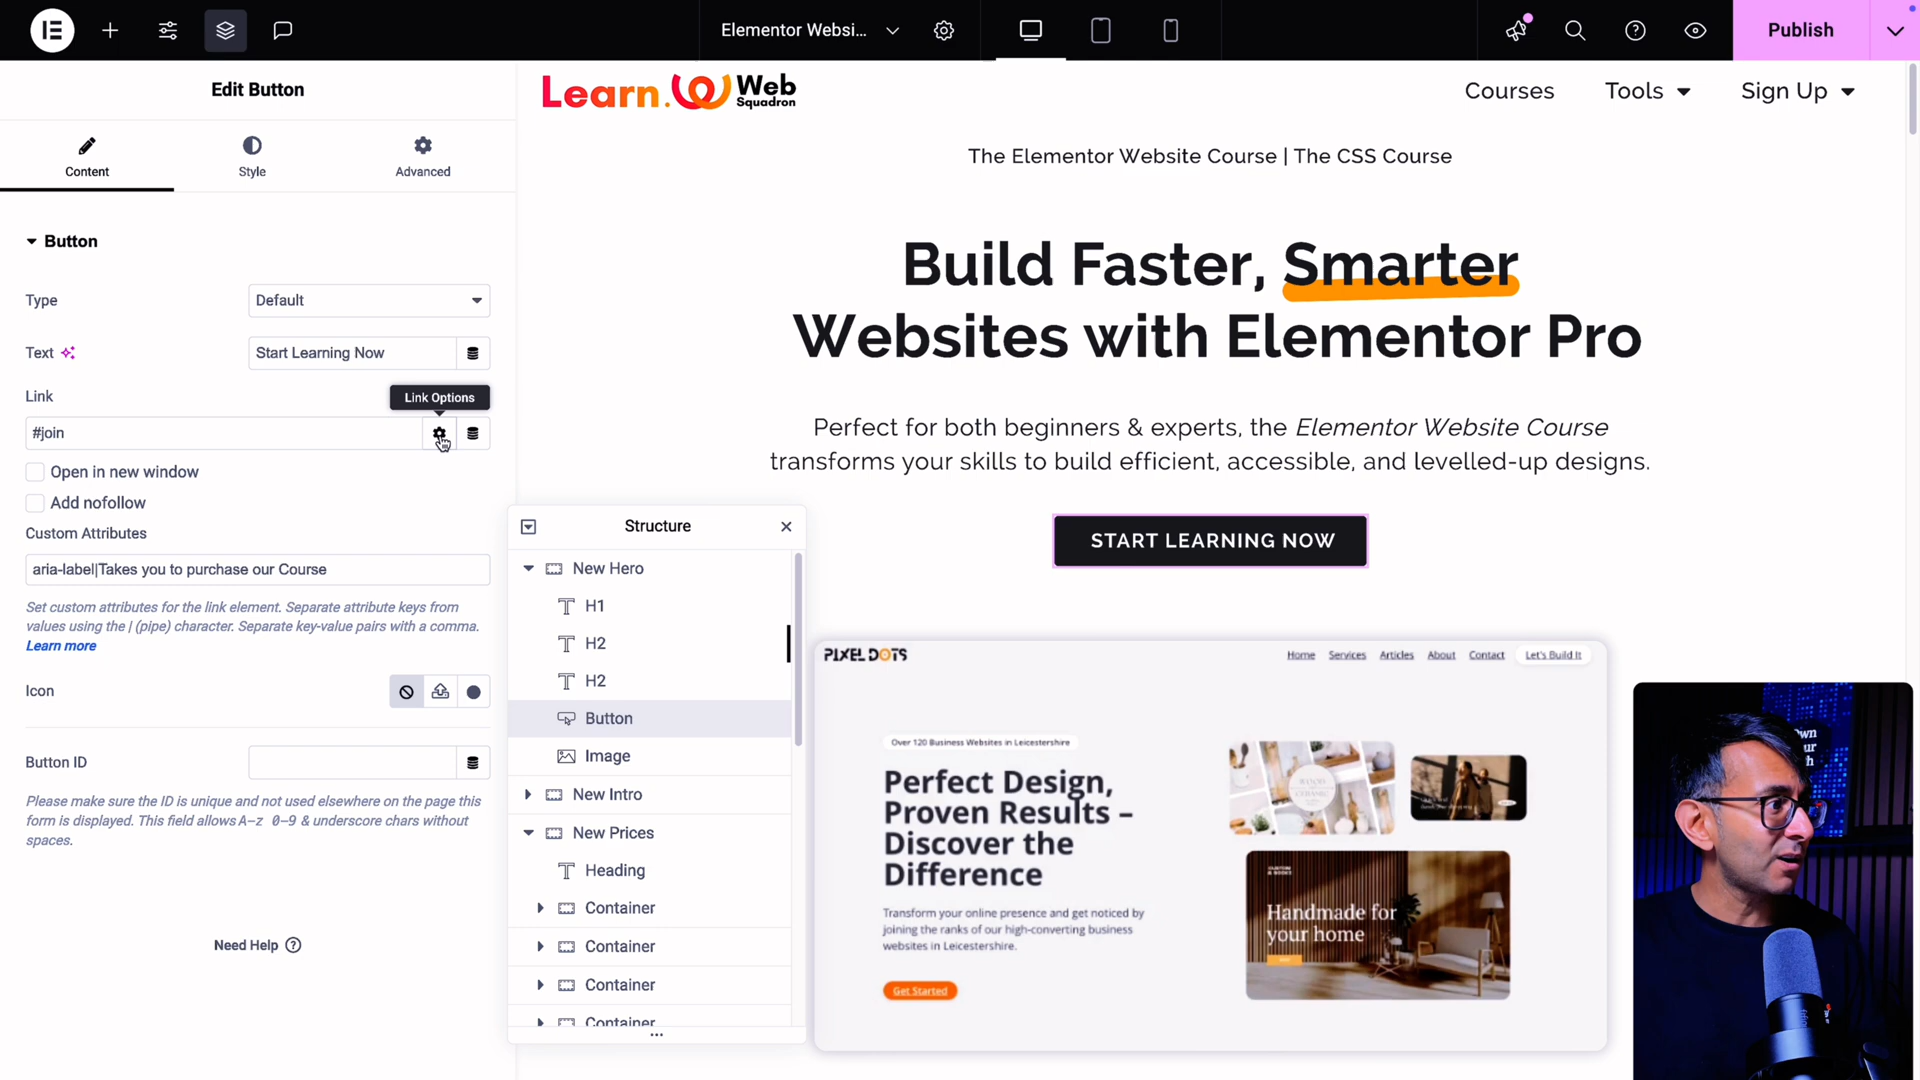 Elementor Websi...
Publish
Edit Button
Content
Style
Advanced
Button
Type
Default
Text
Start Learning Now
Link
Link Options
#join
Open in new window
Add nofollow
Custom Attributes
aria-label|Takes you to purchase our Course
Set custom attributes for the link element. Separate attribute keys from
values using the | (pipe) character. Separate key-value pairs with a comma.
Learn more
Icon
Button ID
Please make sure the ID is unique and not used elsewhere on the page this
form is displayed. This field allows A-z 0-9 & underscore chars without
spaces.
Need Help
Structure
New Hero
H1
H2
H2
Button
Image
New Intro
New Prices
Heading
Container
Container
Container
Container
Learn.
Web
Squadron
Courses
Tools
Sign Up
The Elementor Website Course | The CSS Course
Build Faster, Smarter
Websites with Elementor Pro
Perfect for both beginners & experts, the Elementor Website Course
transforms your skills to build efficient, accessible, and levelled-up designs.
START LEARNING NOW
PIXEL DOTS
Home
Services
Articles
About
Contact
Let's Build It
Over 120 Business Websites in Leicestershire
Perfect Design,
Proven Results –
Discover the
Difference
Transform your online presence and get noticed by
joining the ranks of our high-converting business
websites in Leicestershire.
Get Started
Handmade for
your home